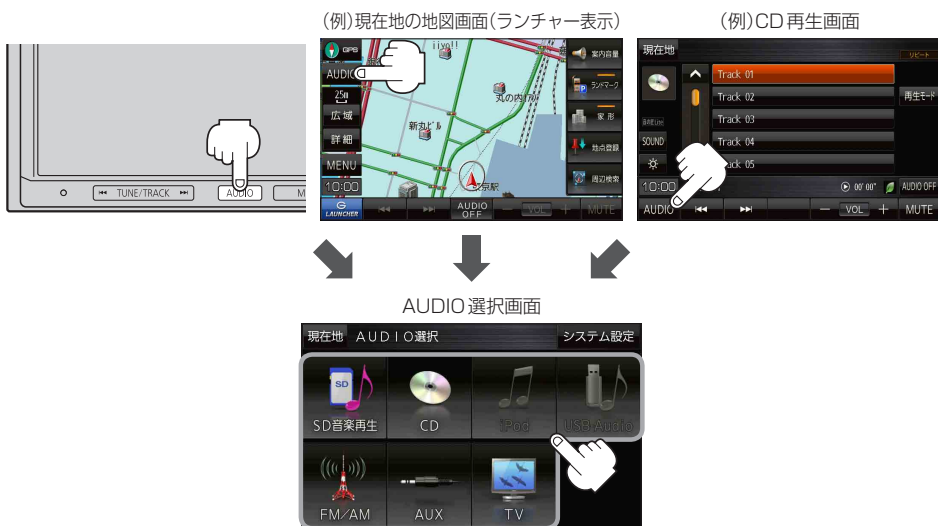 (例)現在地の地図画面(ランチャー表示)
(例)CD再生画面
TUNE/TRACK
AUDIO
M
GPS
iiyo!!
案内音量
AUDIO
25m
丸の内
ランドマーク
広域
家形
新丸ビル
詳細
地点登録
MENU
京駅
周辺検索
10:00
G
LAUNCHER
AUDIO
OFF
VOL
MUTE
現在地
リピート
Track 01
Track 02
再生モード
Track 03
SOUND
Track 04
ck 05
10:00
00'00"
AUDIO OFF
AUDIO
VOL
MUTE
AUDIO選択画面
現在地 AUDIO選択 システム設定
SD
SD音楽再生
CD
iPod
USB-Audio
FM/AM
AUX
TV